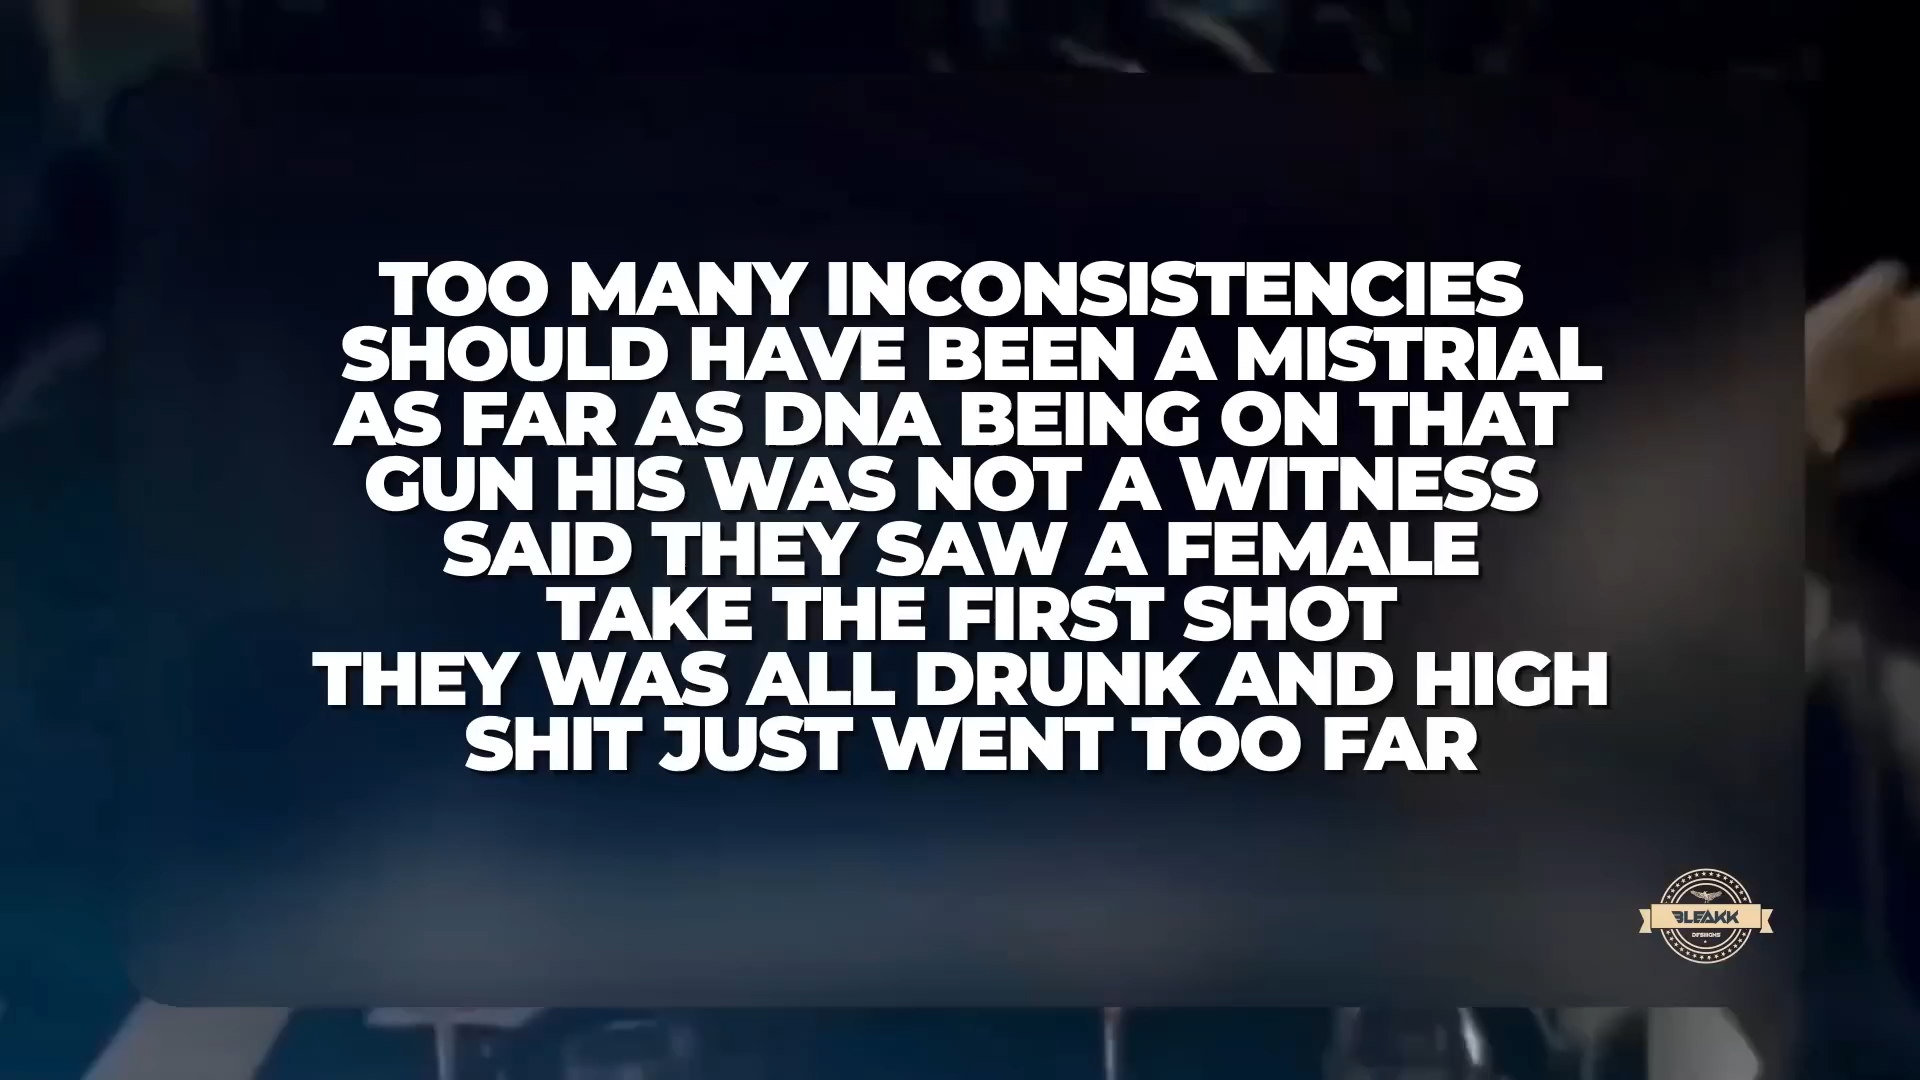 TOO MANY INCONSISTENCIES
SHOULD HAVE BEEN A MISTRIAL
AS FAR AS DNA BEING ON THAT
GUN HIS WAS NOT A WITNESS
SAID THEY SAW A FEMALE
TAKE THE FIRST SHOT
THEY WAS ALL DRUNK AND HIGH
SHIT JUST WENT TOO FAR
BLEAKK
DESIGNS